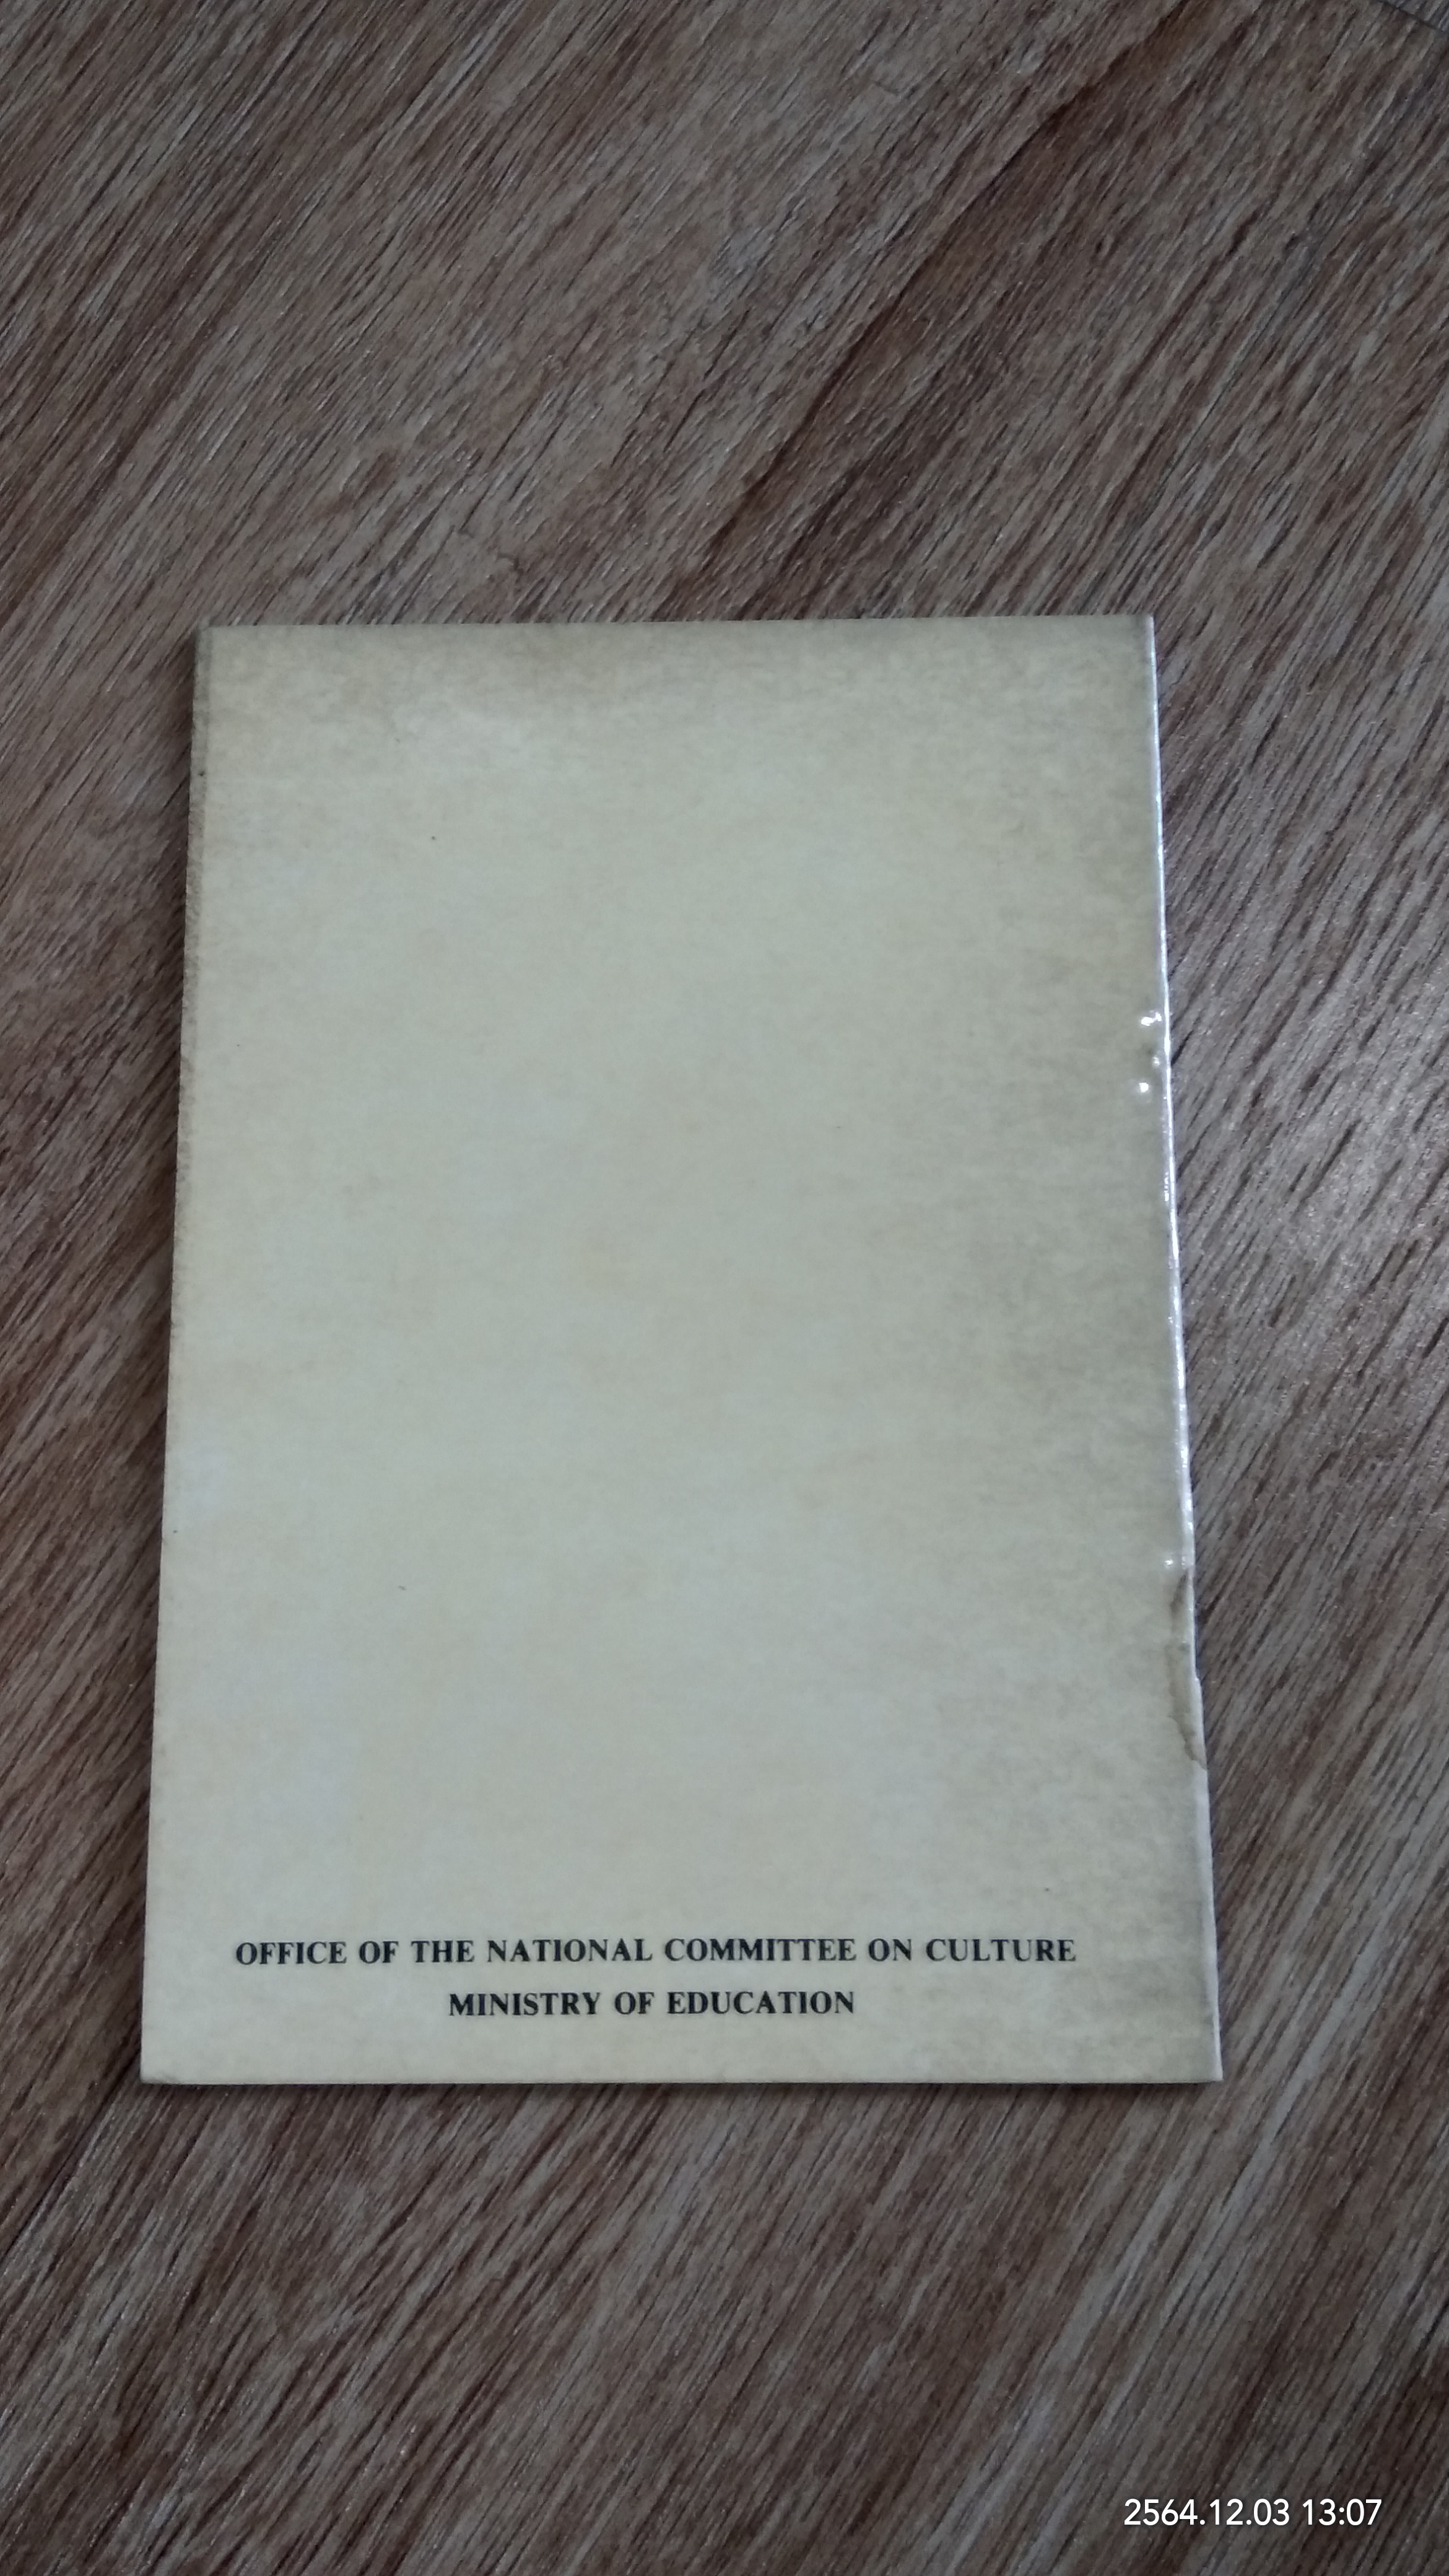 OFFICE OF THE NATIONAL COMMITTEE ON CULTURE
MINISTRY OF EDUCATION
2564.12.03 13:07